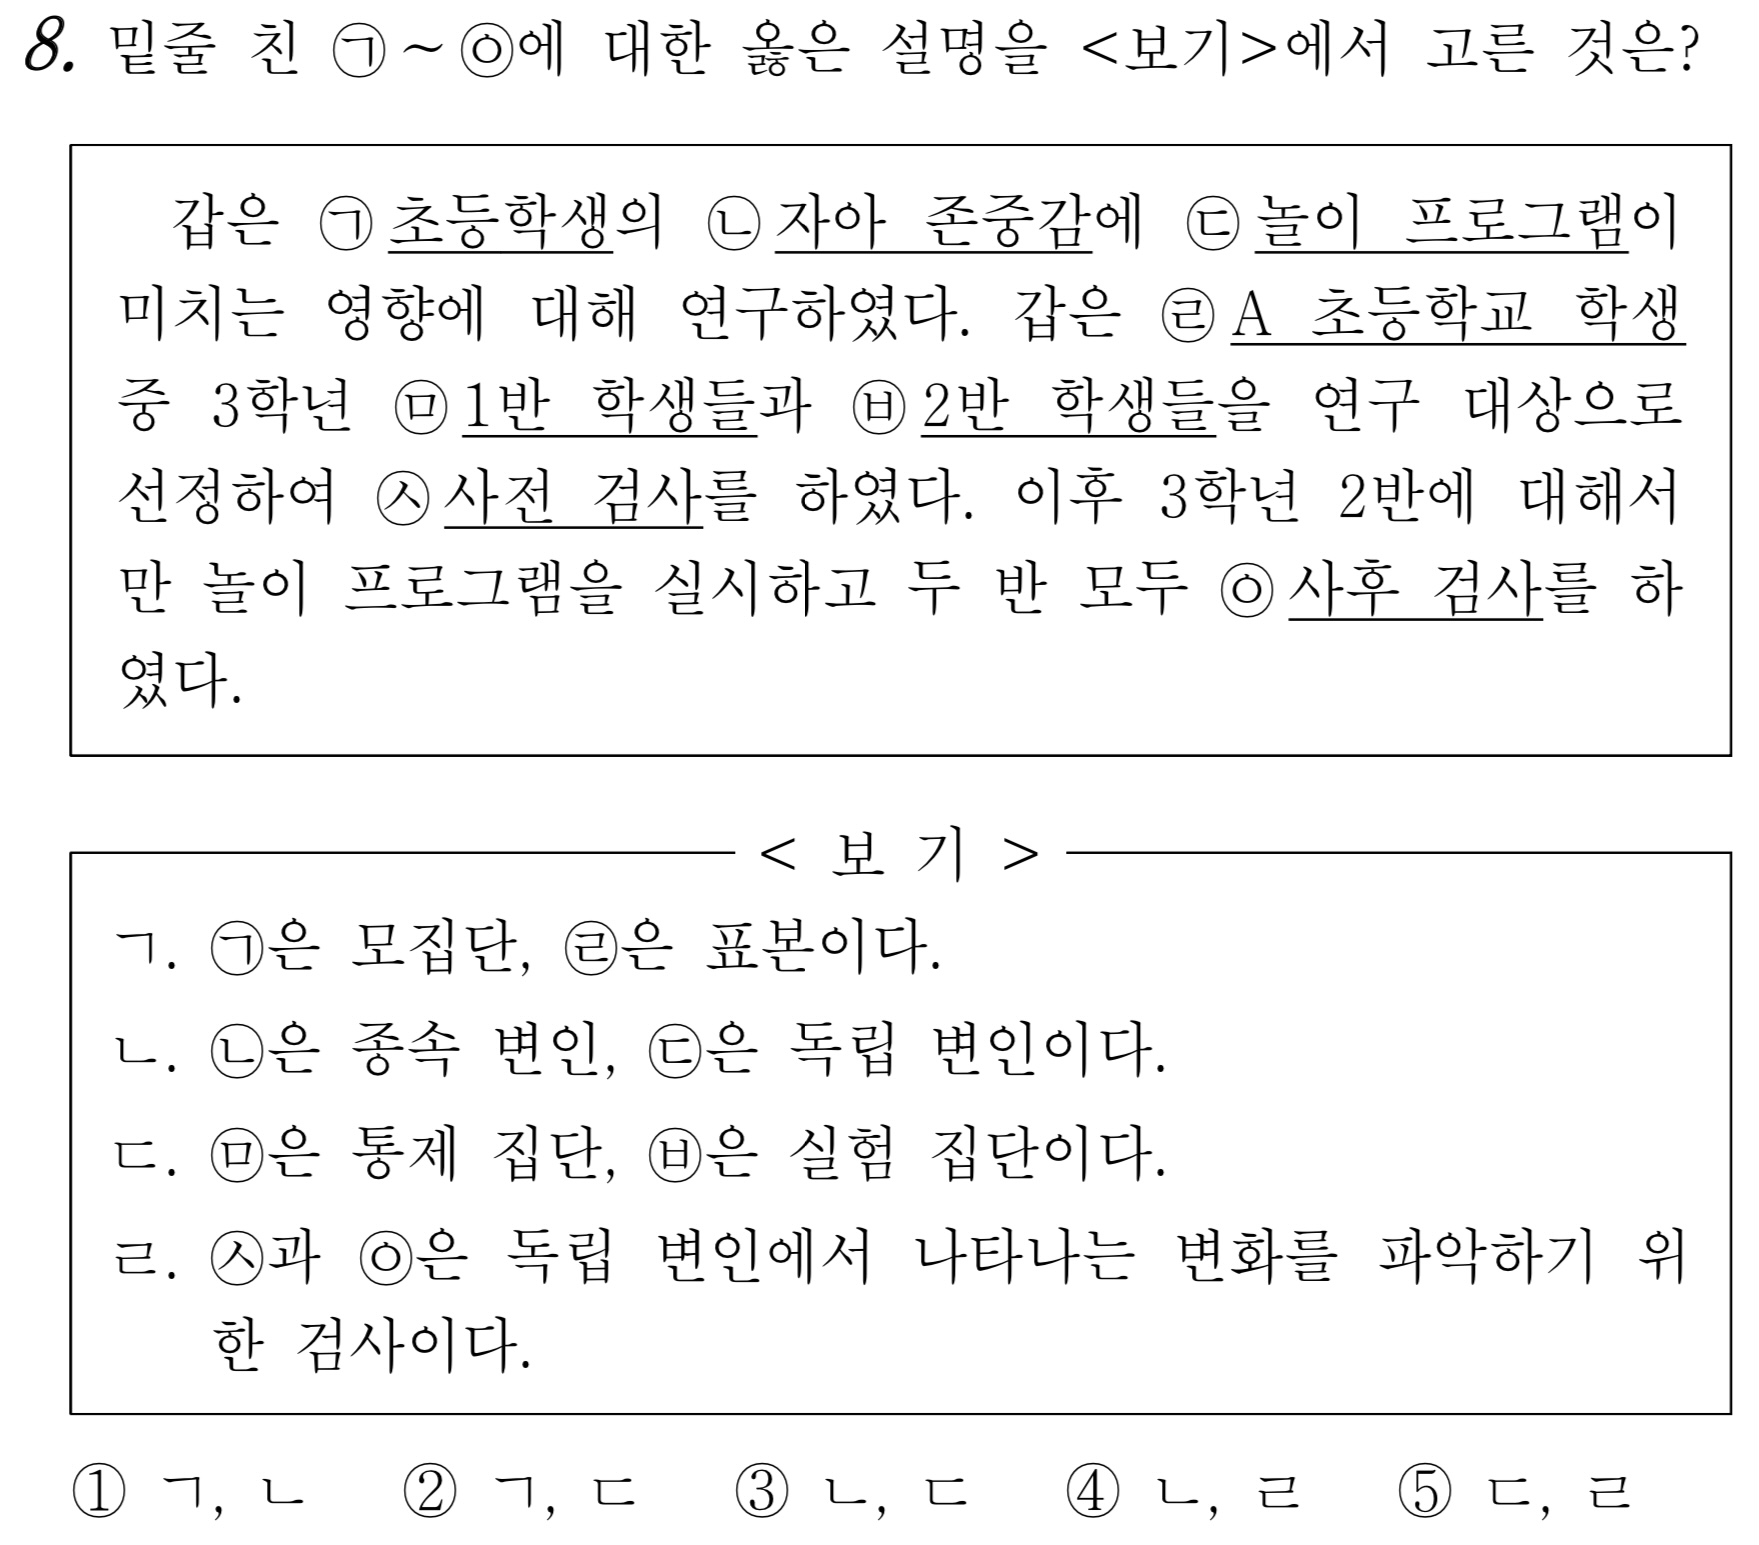 8. 밑줄 친 ㉠~㉧에 대한 옳은 설명을 <보기>에서 고른 것은?
갑은 ㉠초등학생의 ㉡자아 존중감에 ㉢놀이 프로그램이
미치는 영향에 대해 연구하였다. 갑은 ㉣A 초등학교 학생
중 3학년 ㉤1반 학생들과 ㉥2반 학생들을 연구 대상으로
선정하여 ㉦사전 검사를 하였다. 이후 3학년 2반에 대해서
만 놀이 프로그램을 실시하고 두 반 모두 ㉧사후 검사를 하
였다.
< 보 기 >
ㄱ. ㉠은 모집단, ㉣은 표본이다.
ㄴ. ㉡은 종속 변인, ㉢은 독립 변인이다.
ㄷ. ㉤은 통제 집단, ㉥은 실험 집단이다.
ㄹ. ㉦과 ㉧은 독립 변인에서 나타나는 변화를 파악하기 위
한 검사이다.
① ㄱ, ㄴ ② ㄱ, ㄷ ③ ㄴ, ㄷ ④ ㄴ, ㄹ ⑤ ㄷ, ㄹ